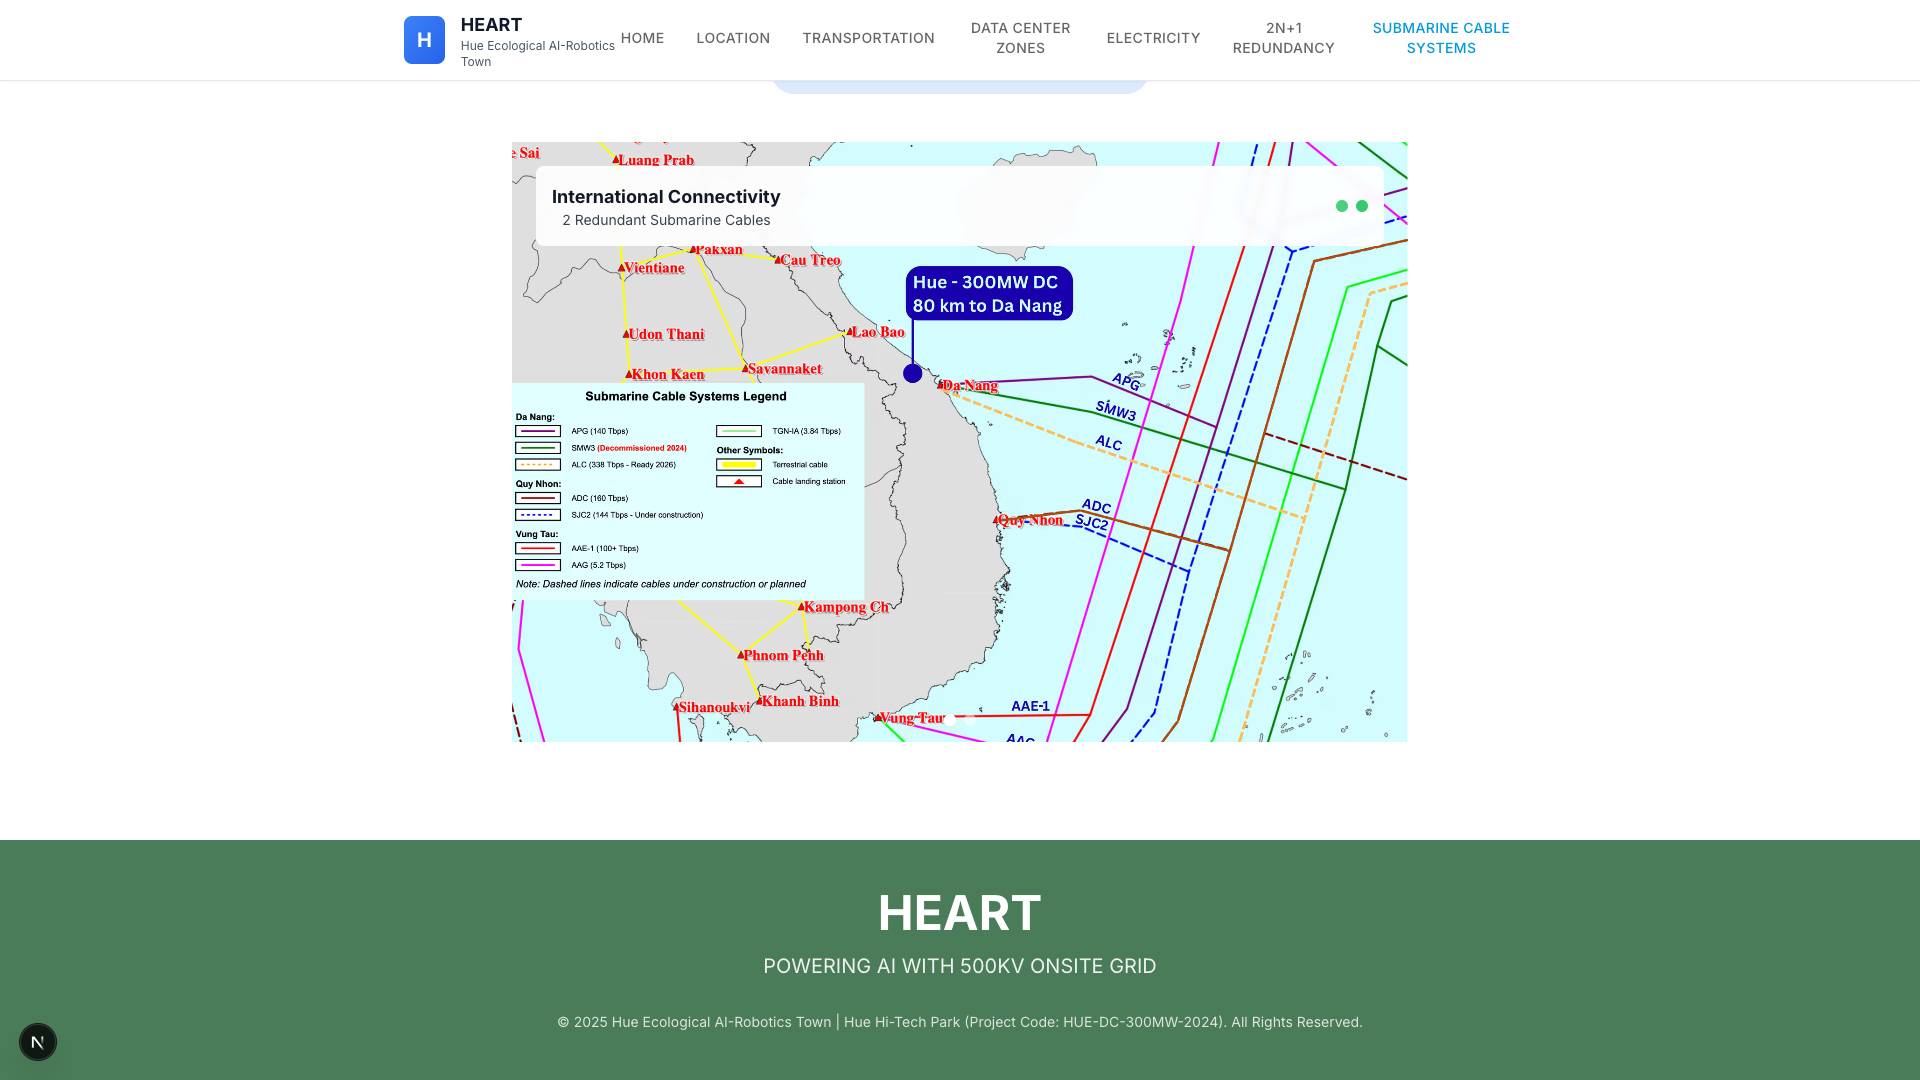 H
HEART
Hue Ecological AI-Robotics
Town
HOME
LOCATION
TRANSPORTATION
DATA CENTER
ZONES
ELECTRICITY
2N+1
REDUNDANCY
SUBMARINE CABLE
SYSTEMS
Sai
Luang Prab
International Connectivity
2 Redundant Submarine Cables
Pakxan
Cau Treo
Vientiane
Hue - 300MW DC
80 km to Da Nang
Udon Thani
Lao Bao
Khon Kaen
Savannaket
Da Nang
APG
SMW3
ALC
Submarine Cable Systems Legend
Da Nang:
APG (140 Tbps)
SMW3 (Decommissioned 2024)
ALC (338 Tbps - Ready 2026)
Quy Nhon:
ADC (160 Tbps)
SJC2 (144 Tbps - Under construction)
Vung Tau:
AAE-1 (100+ Tbps)
AAG (5.2 Tbps)
TGN-IA (3.84 Tbps)
Other Symbols:
Terrestrial cable
Cable landing station
Note: Dashed lines indicate cables under construction or planned
ADC
Quy Nhon
SJC2
Kampong Ch
Phnom Penh
Khanh Binh
Sihanoukvi
Vung Tau
AAE-1
AAG
HEART
POWERING AI WITH 500KV ONSITE GRID
© 2025 Hue Ecological AI-Robotics Town | Hue Hi-Tech Park (Project Code: HUE-DC-300MW-2024). All Rights Reserved.
N